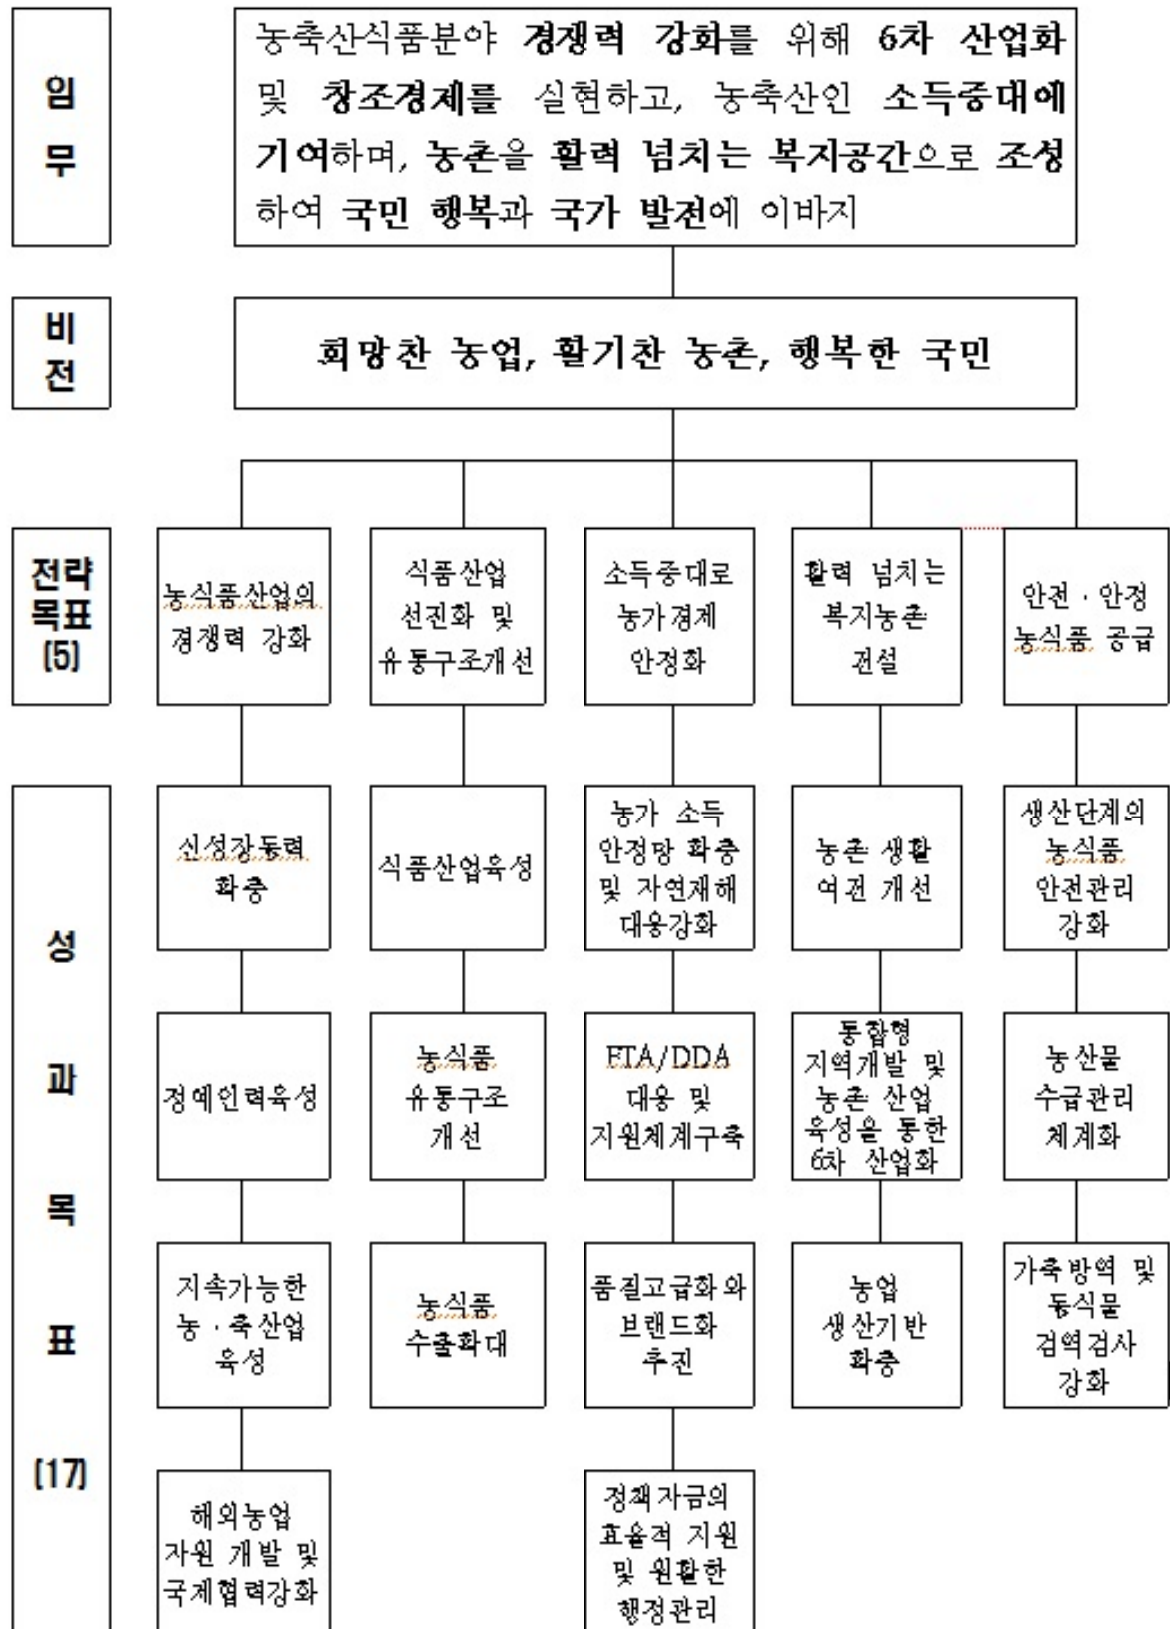 임
무
농축산식품분야 경쟁력 강화를 위해 6차 산업화
및 창조경제를 실현하고, 농축산인 소득증대에
기여하며, 농촌을 활력 넘치는 복지공간으로 조성
하여 국민 행복과 국가 발전에 이바지
비
전
희망찬 농업, 활기찬 농촌, 행복한 국민
전략
목표
(5)
농식품산업의
경쟁력 강화
식품산업
선진화 및
유통구조개선
소득증대로
농가경제
안정화
활력 넘치는
복지농촌
건설
안전·안정
농식품 공급
성
과
목
표
(17)
신성장동력
확충
식품산업육성
농가 소득
안정망 확충
및 자연재해
대응강화
농촌 생활
여건 개선
생산단계의
농식품
안전관리
강화
정예인력육성
농식품
유통구조
개선
FTA/DDA
대응 및
지원체계구축
통합형
지역개발 및
농촌 산업
육성을 통한
6차 산업화
농산물
수급관리
체계화
지속가능한
농·축산업
육성
농식품
수출확대
품질고급화와
브랜드화
추진
농업
생산기반
확충
가축방역 및
동식물
검역검사
강화
해외농업
자원 개발 및
국제협력강화
정책자금의
효율적 지원
및 원활한
행정관리